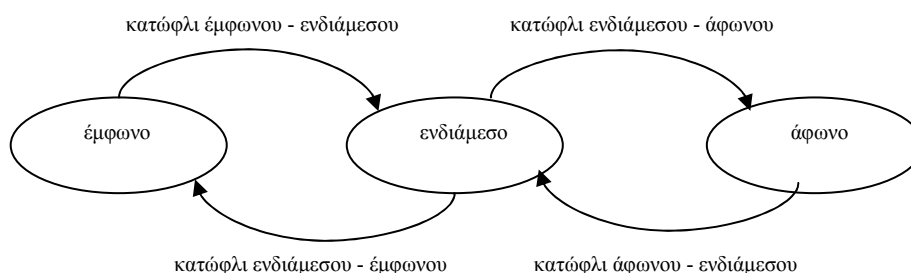 κατώφλι έμφωνου - ενδιάμεσου
κατώφλι ενδιάμεσου - άφωνου
έμφωνο
ενδιάμεσο
άφωνο
κατώφλι ενδιάμεσου - έμφωνου
κατώφλι άφωνου - ενδιάμεσου